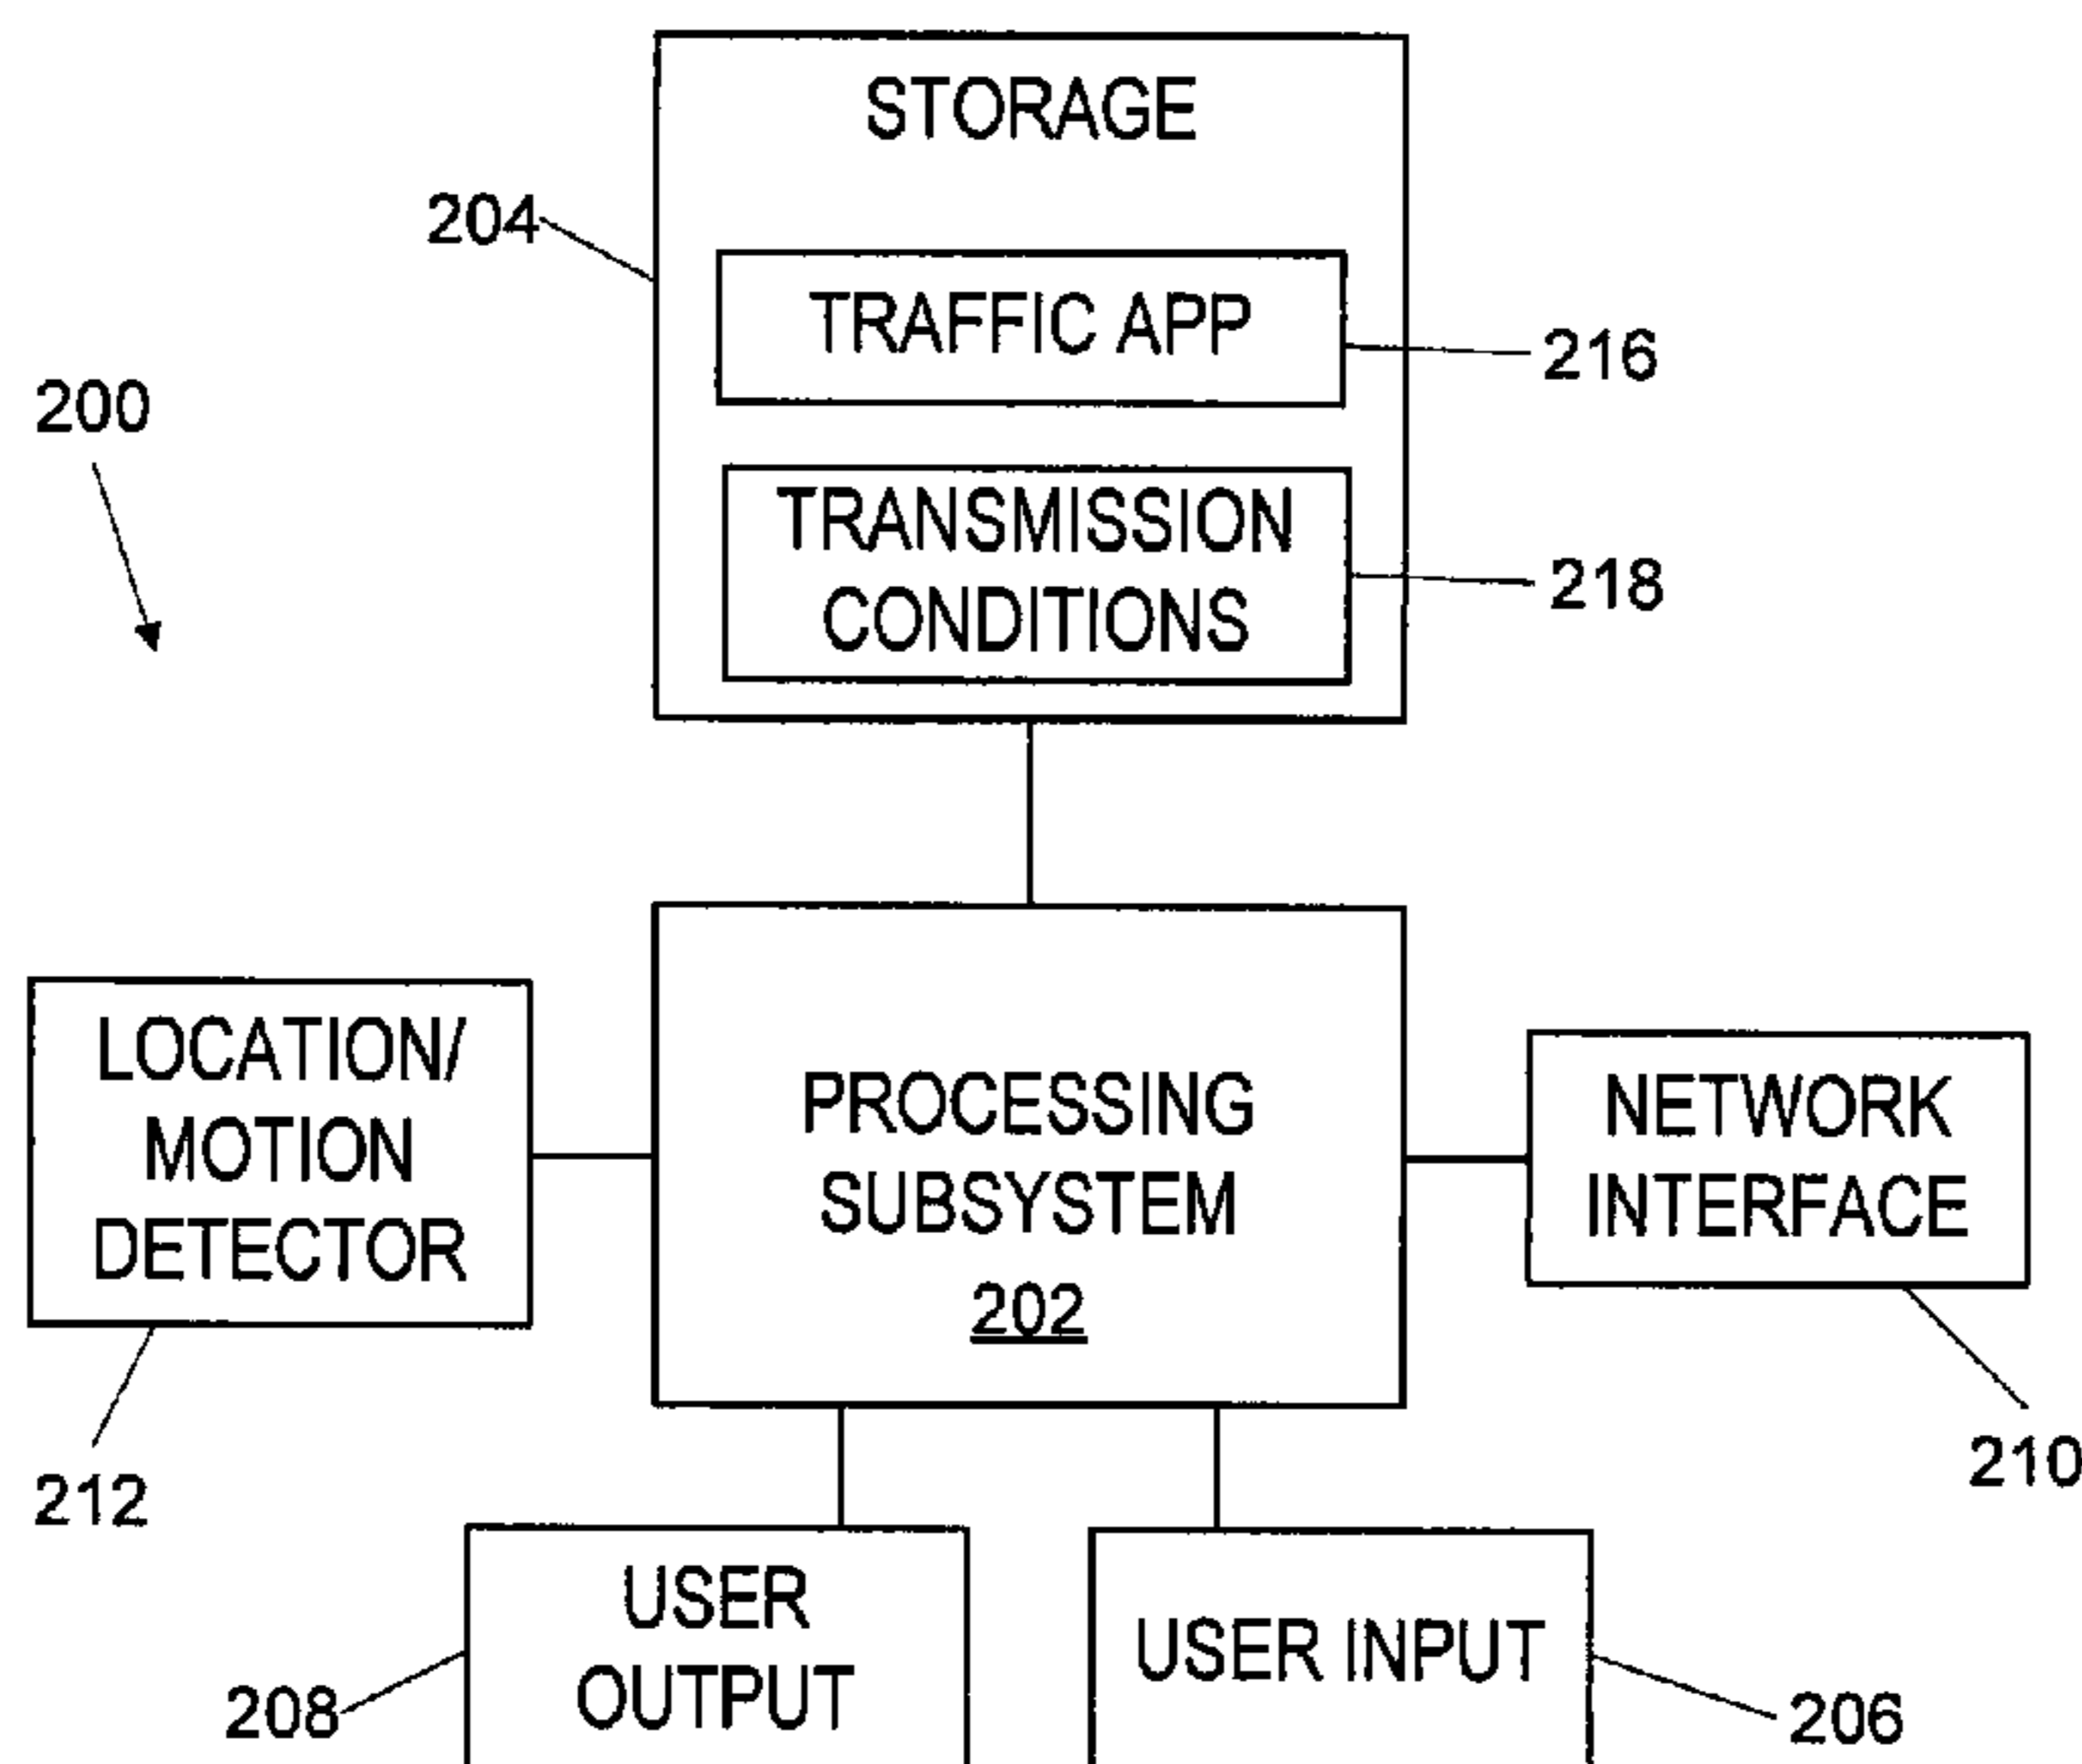 STORAGE
204
TRAFFIC APP
216
200
TRANSMISSION
CONDITIONS
218
LOCATION/
MOTION
DETECTOR
PROCESSING
SUBSYSTEM
202
NETWORK
INTERFACE
212
210
USER
OUTPUT
USER INPUT
208
206